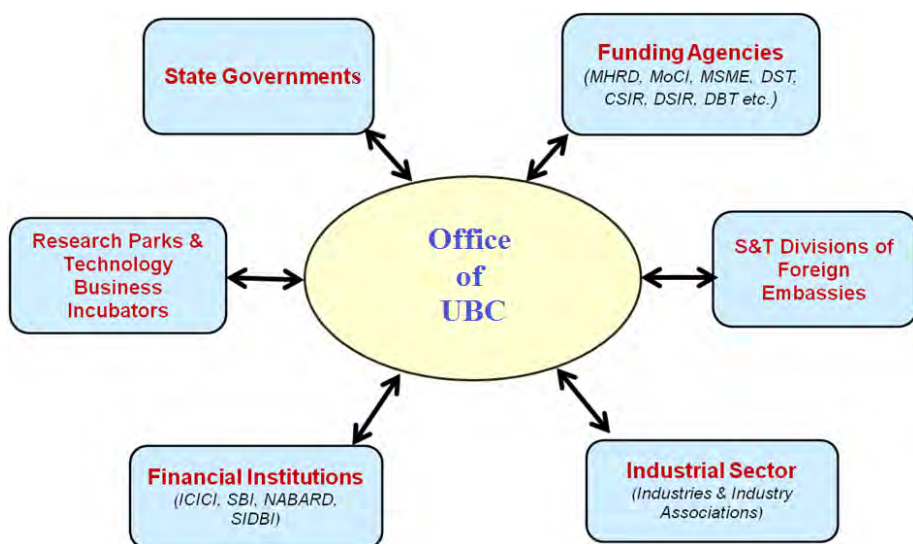 State Governments
Funding Agencies
(MHRD, MoCI, MSME, DST,
CSIR, DSIR, DBT etc.)
Research Parks &
Technology
Business
Incubators
Office
of
UBC
S&T Divisions of
Foreign
Embassies
Financial Institutions
(ICICI, SBI, NABARD,
SIDBI)
Industrial Sector
(Industries & Industry
Associations)